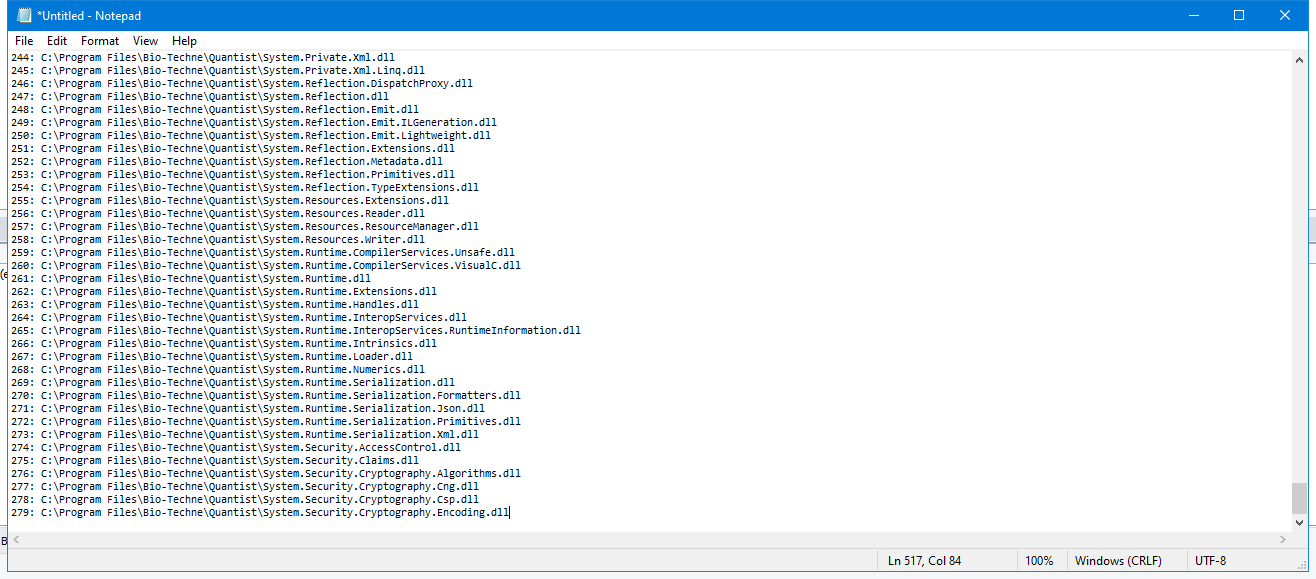 *Untitled - Notepad
File Edit Format View Help
244: C:\Program Files\Bio-Techne\Quantist\System.Private.Xml.dll
245: C:\Program Files\Bio-Techne\Quantist\System.Private.Xml.Linq.dll
246: C:\Program Files\Bio-Techne\Quantist\System.Reflection.DispatchProxy.dll
247: C:\Program Files\Bio-Techne\Quantist\System.Reflection.dll
248: C:\Program Files\Bio-Techne\Quantist\System.Reflection.Emit.dll
249: C:\Program Files\Bio-Techne\Quantist\System.Reflection.Emit.ILGeneration.dll
250: C:\Program Files\Bio-Techne\Quantist\System.Reflection.Emit.Lightweight.dll
251: C:\Program Files\Bio-Techne\Quantist\System.Reflection.Extensions.dll
252: C:\Program Files\Bio-Techne\Quantist\System.Reflection.Metadata.dll
253: C:\Program Files\Bio-Techne\Quantist\System.Reflection.Primitives.dll
254: C:\Program Files\Bio-Techne\Quantist\System.Reflection.TypeExtensions.dll
255: C:\Program Files\Bio-Techne\Quantist\System.Resources.Extensions.dll
256: C:\Program Files\Bio-Techne\Quantist\System.Resources.Reader.dll
257: C:\Program Files\Bio-Techne\Quantist\System.Resources.ResourceManager.dll
258: C:\Program Files\Bio-Techne\Quantist\System.Resources.Writer.dll
259: C:\Program Files\Bio-Techne\Quantist\System.Runtime.CompilerServices.Unsafe.dll
260: C:\Program Files\Bio-Techne\Quantist\System.Runtime.CompilerServices.VisualC.dll
261: C:\Program Files\Bio-Techne\Quantist\System.Runtime.dll
262: C:\Program Files\Bio-Techne\Quantist\System.Runtime.Extensions.dll
263: C:\Program Files\Bio-Techne\Quantist\System.Runtime.Handles.dll
264: C:\Program Files\Bio-Techne\Quantist\System.Runtime.InteropServices.dll
265: C:\Program Files\Bio-Techne\Quantist\System.Runtime.InteropServices.RuntimeInformation.dll
266: C:\Program Files\Bio-Techne\Quantist\System.Runtime.Intrinsics.dll
267: C:\Program Files\Bio-Techne\Quantist\System.Runtime.Loader.dll
268: C:\Program Files\Bio-Techne\Quantist\System.Runtime.Numerics.dll
269: C:\Program Files\Bio-Techne\Quantist\System.Runtime.Serialization.dll
270: C:\Program Files\Bio-Techne\Quantist\System.Runtime.Serialization.Formatters.dll
271: C:\Program Files\Bio-Techne\Quantist\System.Runtime.Serialization.Json.dll
272: C:\Program Files\Bio-Techne\Quantist\System.Runtime.Serialization.Primitives.dll
273: C:\Program Files\Bio-Techne\Quantist\System.Runtime.Serialization.Xml.dll
274: C:\Program Files\Bio-Techne\Quantist\System.Security.AccessControl.dll
275: C:\Program Files\Bio-Techne\Quantist\System.Security.Claims.dll
276: C:\Program Files\Bio-Techne\Quantist\System.Security.Cryptography.Algorithms.dll
277: C:\Program Files\Bio-Techne\Quantist\System.Security.Cryptography.Cng.dll
278: C:\Program Files\Bio-Techne\Quantist\System.Security.Cryptography.Csp.dll
279: C:\Program Files\Bio-Techne\Quantist\System.Security.Cryptography.Encoding.dll
Ln 517, Col 84 100% Windows (CRLF) UTF-8